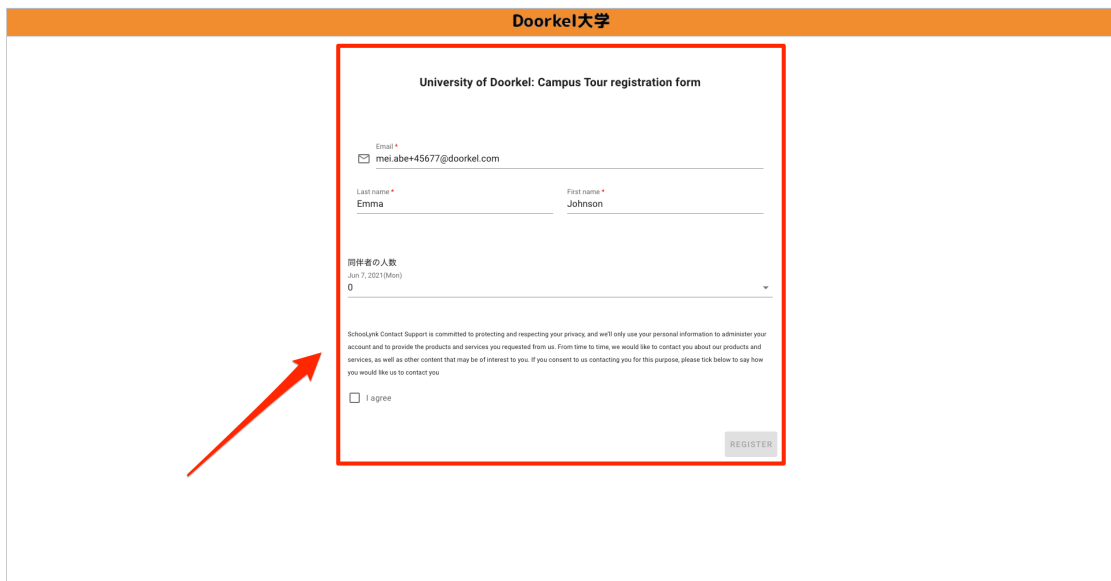 Doorkel大学
University of Doorkel: Campus Tour registration form
Email *
mei.abe+45677@doorkel.com
Last name *
First name *
Emma
Johnson
同伴者の人数
Jun 7, 2021(Mon)
0
SchooLynk Contact Support is committed to protecting and respecting your privacy, and we'll only use your personal information to administer your
account and to provide the products and services you requested from us. From time to time, we would like to contact you about our products and
services, as well as other content that may be of interest to you. If you consent to us contacting you for this purpose, please tick below to say how
you would like us to contact you
I agree
REGISTER